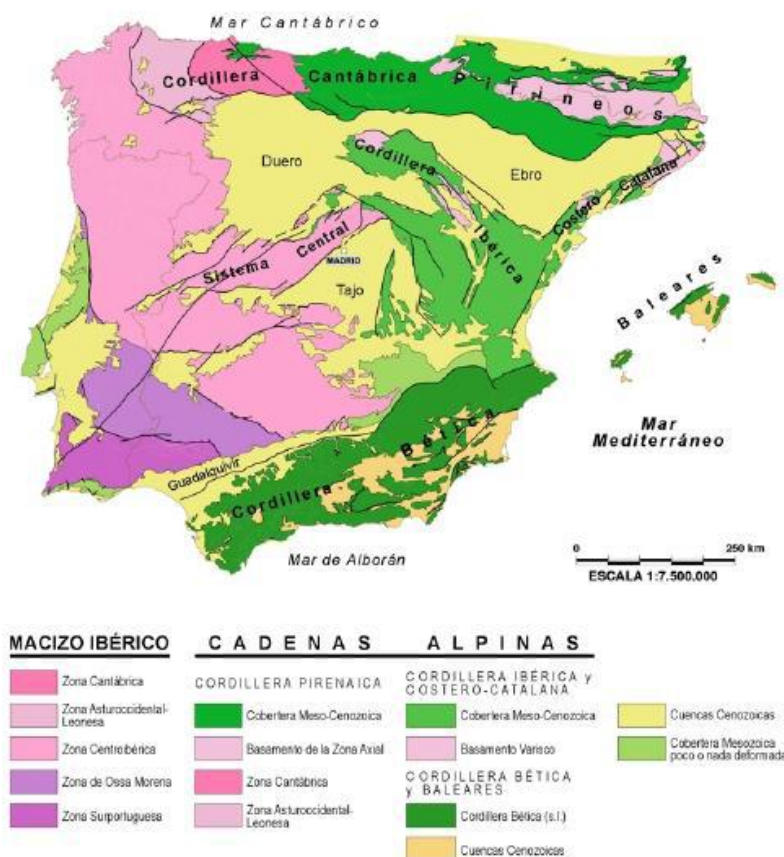 Mar Cantábrico
Cordillera Cantábrica
Pirineos
Duero
Cordillera Ibérica
Ebro
Costero Catalana
Sistema Central
MADRID
Tajo
Baleares
Mar
Mediterráneo
Guadalquivir
Cordillera Bética
Mar de Alborán
0 250 km
ESCALA 1:7.500.000
MACIZO IBÉRICO
Zona Cantábrica
Zona Asturoccidental-
Leonesa
Zona Centroibérica
Zona de Ossa Morena
Zona Surportuguesa
CADENAS ALPINAS
CORDILLERA PIRENAICA
Cobertera Meso-Cenozoica
Basamento de la Zona Axial
Zona Cantábrica
Zona Asturoccidental-
Leonesa
CORDILLERA IBÉRICA y
COSTERO-CATALANA
Cobertera Meso-Cenozoica
Basamento Varisco
CORDILLERA BÉTICA
y BALEARES
Cordillera Bética (s.l.)
Cuencas Cenozoicas
Cuencas Cenozoicas
Cobertera Mesozoica
poco o nada deformada